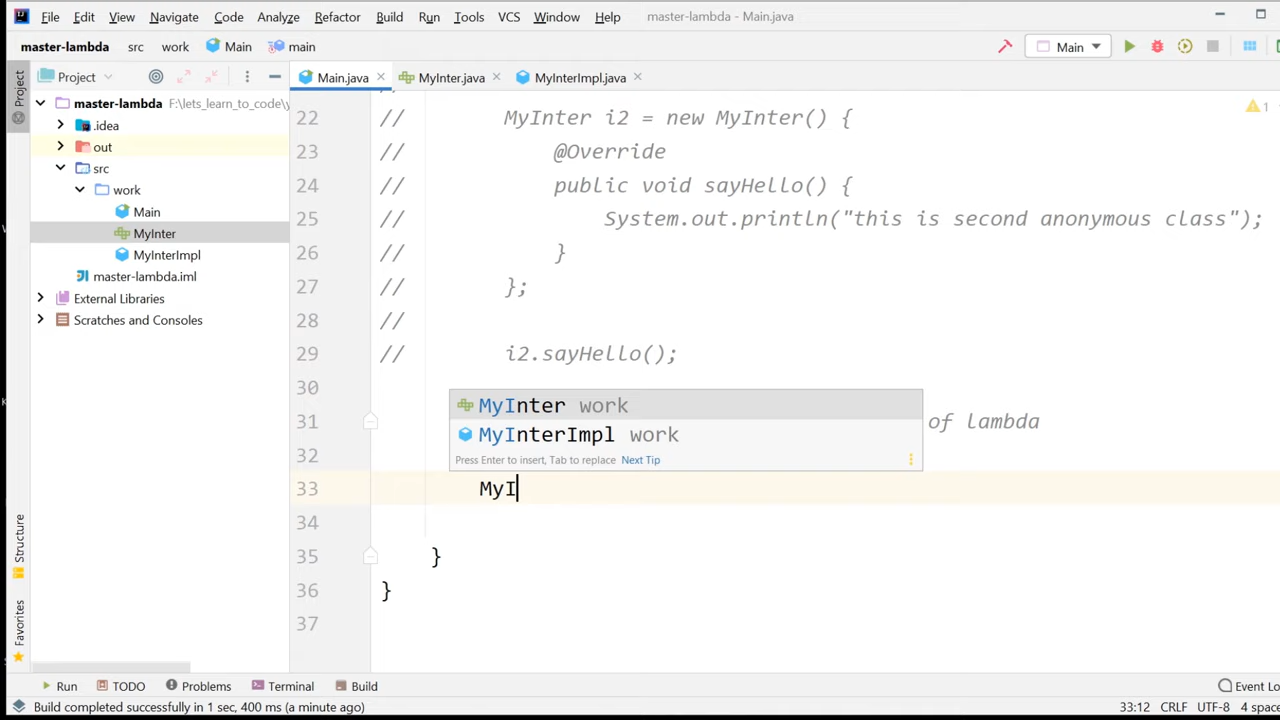 File Edit View Navigate Code Analyze Refactor Build Run Tools VCS Window Help master-lambda - Main.java
master-lambda src work Main main Main
Project Main.java MyInter.java MyInterImpl.java
Project
master-lambda F:\lets_learn_to_code\y
.idea
out
src
work
Main
MyInter
MyInterImpl
master-lambda.iml
External Libraries
Scratches and Consoles
Structure
Favorites
22 // MyInter i2 = new MyInter() {
23 // @Override
24 // public void sayHello() {
25 // System.out.println("this is second anonymous class");
26 // }
27 // };
28 //
29 // i2.sayHello();
30
MyInter work
31 of lambda
MyInterImpl work
32
Press Enter to insert, Tab to replace Next Tip
33 MyI
34
35 }
36 }
37
1
Run TODO Problems Terminal Build Event Lo
Build completed successfully in 1 sec, 400 ms (a minute ago) 33:12 CRLF UTF-8 4 space